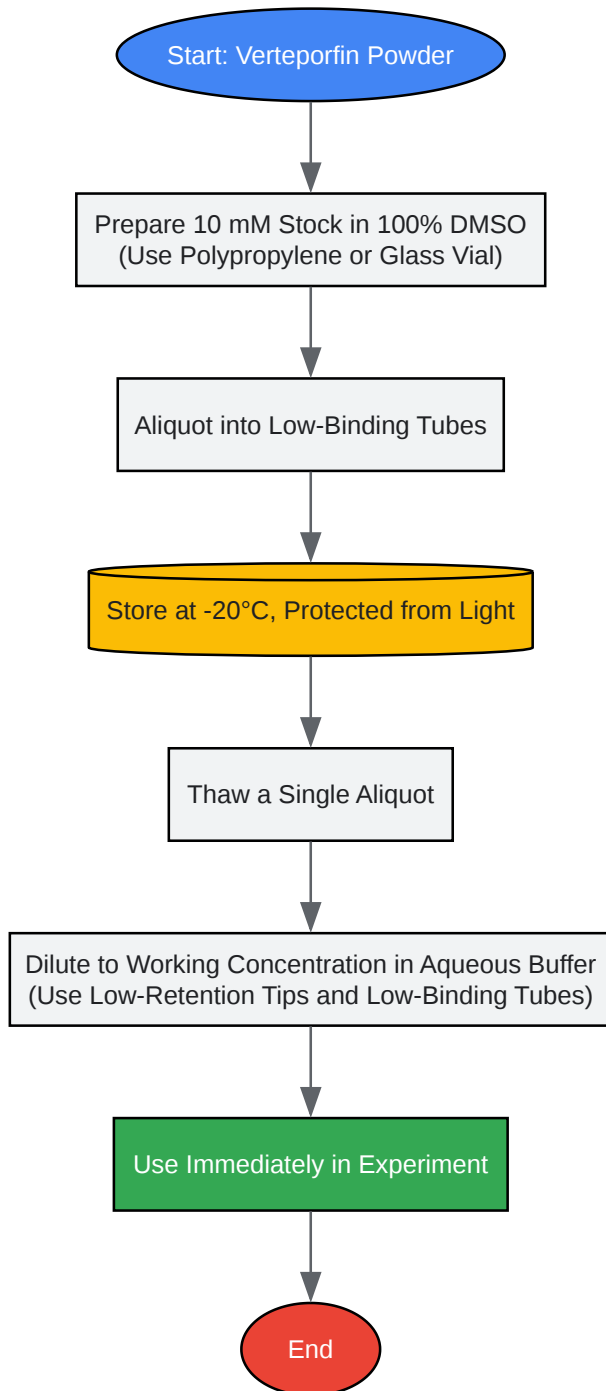 Start: Verteporfin Powder
Prepare 10 mM Stock in 100% DMSO
(Use Polypropylene or Glass Vial)
Aliquot into Low-Binding Tubes
Store at -20°C, Protected from Light
Thaw a Single Aliquot
Dilute to Working Concentration in Aqueous Buffer
(Use Low-Retention Tips and Low-Binding Tubes)
Use Immediately in Experiment
End